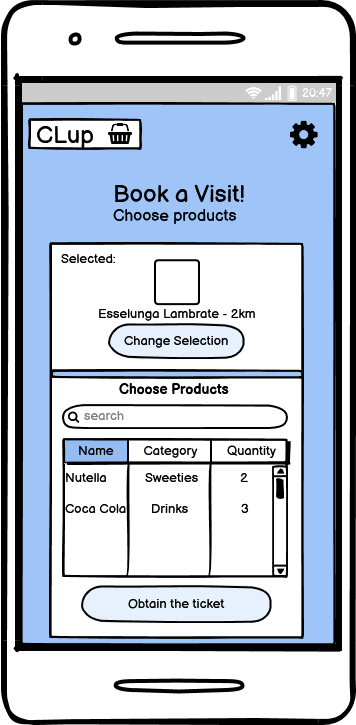 20:47
CLup
Book a Visit!
Choose products
Selected:
Esselunga Lambrate - 2km
Change Selection
Choose Products
search
Name Category Quantity
Nutella Sweeties 2
Coca Cola Drinks 3
Obtain the ticket